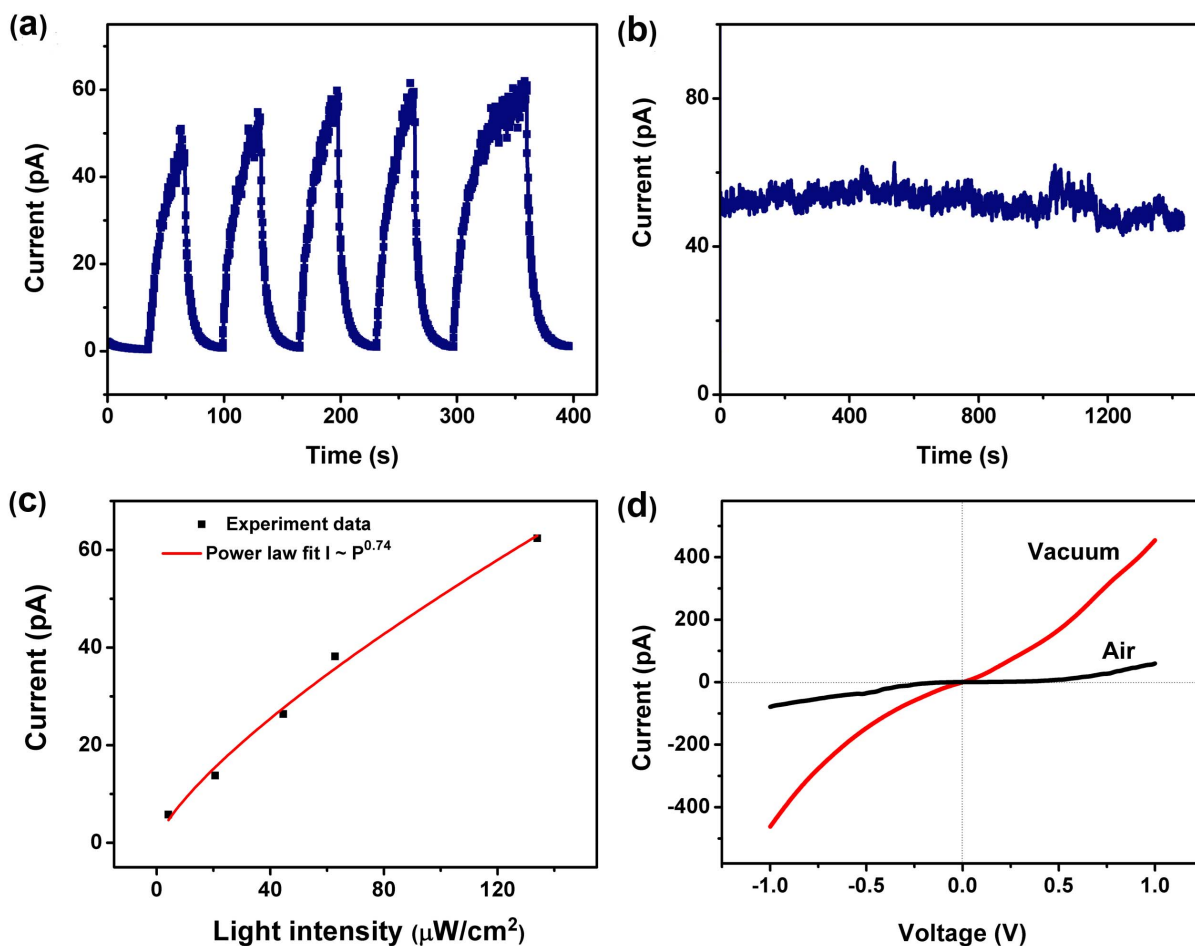 (a)
Current (pA)
60
40
20
0
0 100 200 300 400
Time (s)
(b)
Current (pA)
80
40
0
0 400 800 1200
Time (s)
(c)
Current (pA)
60
40
20
0
Experiment data
Power law fit I ~ P^0.74
0 40 80 120
Light intensity (μW/cm²)
(d)
Current (pA)
400
200
0
-200
-400
Vacuum
Air
-1.0 -0.5 0.0 0.5 1.0
Voltage (V)